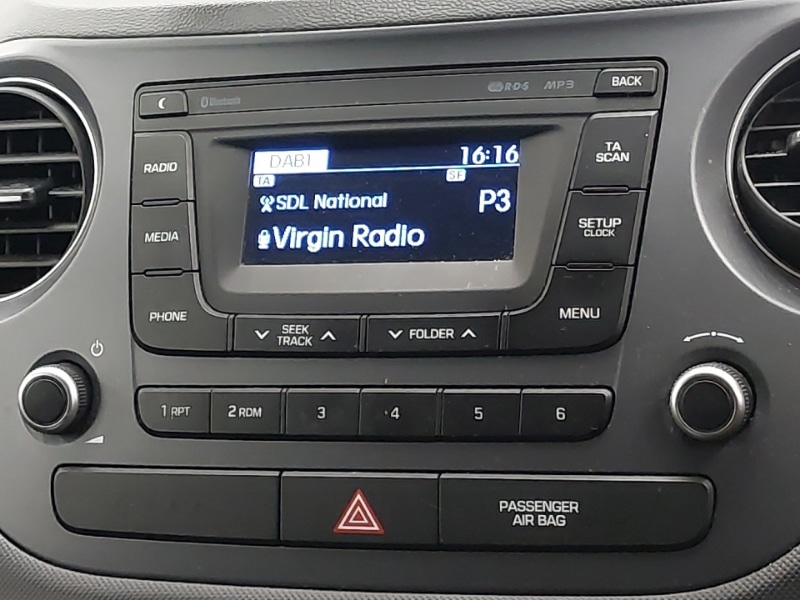 Bluetooth RDS MP3 BACK
RADIO
MEDIA
PHONE
DAB1 16:16
TA SF
SDL National P3
Virgin Radio
TA
SCAN
SETUP
CLOCK
MENU
SEEK
TRACK
FOLDER
1 RPT 2 RDM 3 4 5 6
PASSENGER
AIR BAG